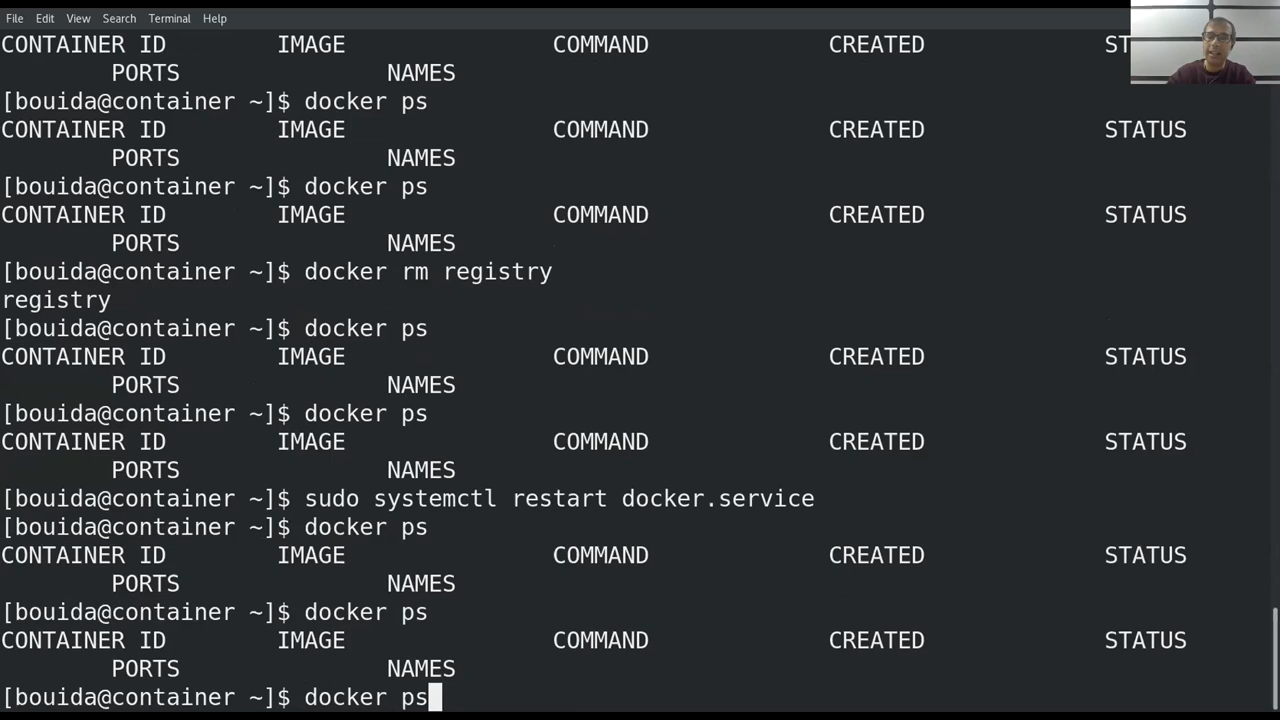 File Edit View Search Terminal Help
CONTAINER ID IMAGE COMMAND CREATED
PORTS NAMES
[bouida@container ~]$ docker ps
CONTAINER ID IMAGE COMMAND CREATED STATUS
PORTS NAMES
[bouida@container ~]$ docker ps
CONTAINER ID IMAGE COMMAND CREATED STATUS
PORTS NAMES
[bouida@container ~]$ docker rm registry
registry
[bouida@container ~]$ docker ps
CONTAINER ID IMAGE COMMAND CREATED STATUS
PORTS NAMES
[bouida@container ~]$ docker ps
CONTAINER ID IMAGE COMMAND CREATED STATUS
PORTS NAMES
[bouida@container ~]$ sudo systemctl restart docker.service
[bouida@container ~]$ docker ps
CONTAINER ID IMAGE COMMAND CREATED STATUS
PORTS NAMES
[bouida@container ~]$ docker ps
CONTAINER ID IMAGE COMMAND CREATED STATUS
PORTS NAMES
[bouida@container ~]$ docker ps